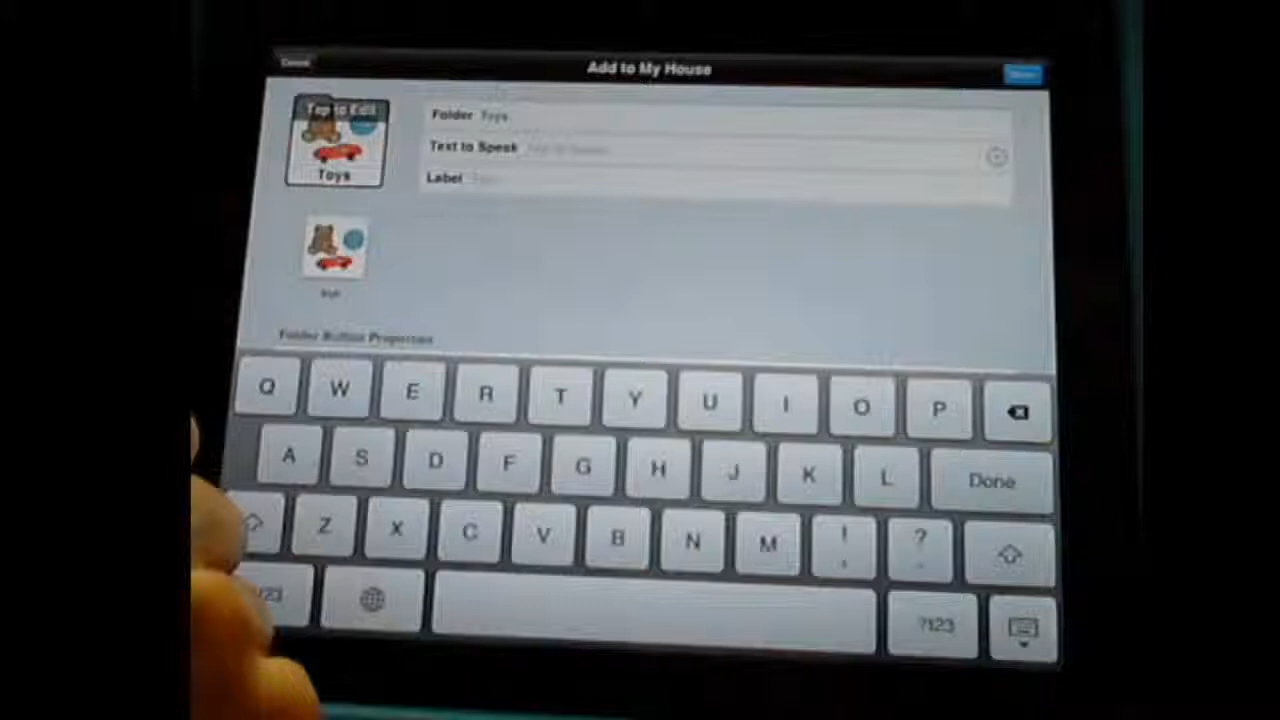 Cancel
Add to My House
Tap to Edit
Toys
Folder Toys
Text to Speak
Label
Folder Button Properties
Q W E R T Y U I O P
A S D F G H J K L Done
Z X C V B N M ! , ? .
?123